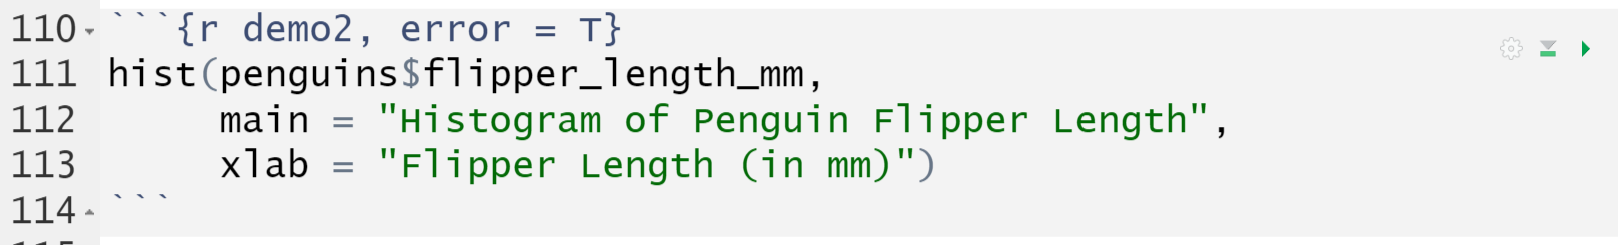 110 ```{r demo2, error = T}
111 hist(penguins$flipper_length_mm,
112      main = "Histogram of Penguin Flipper Length",
113      xlab = "Flipper Length (in mm)")
114 ```